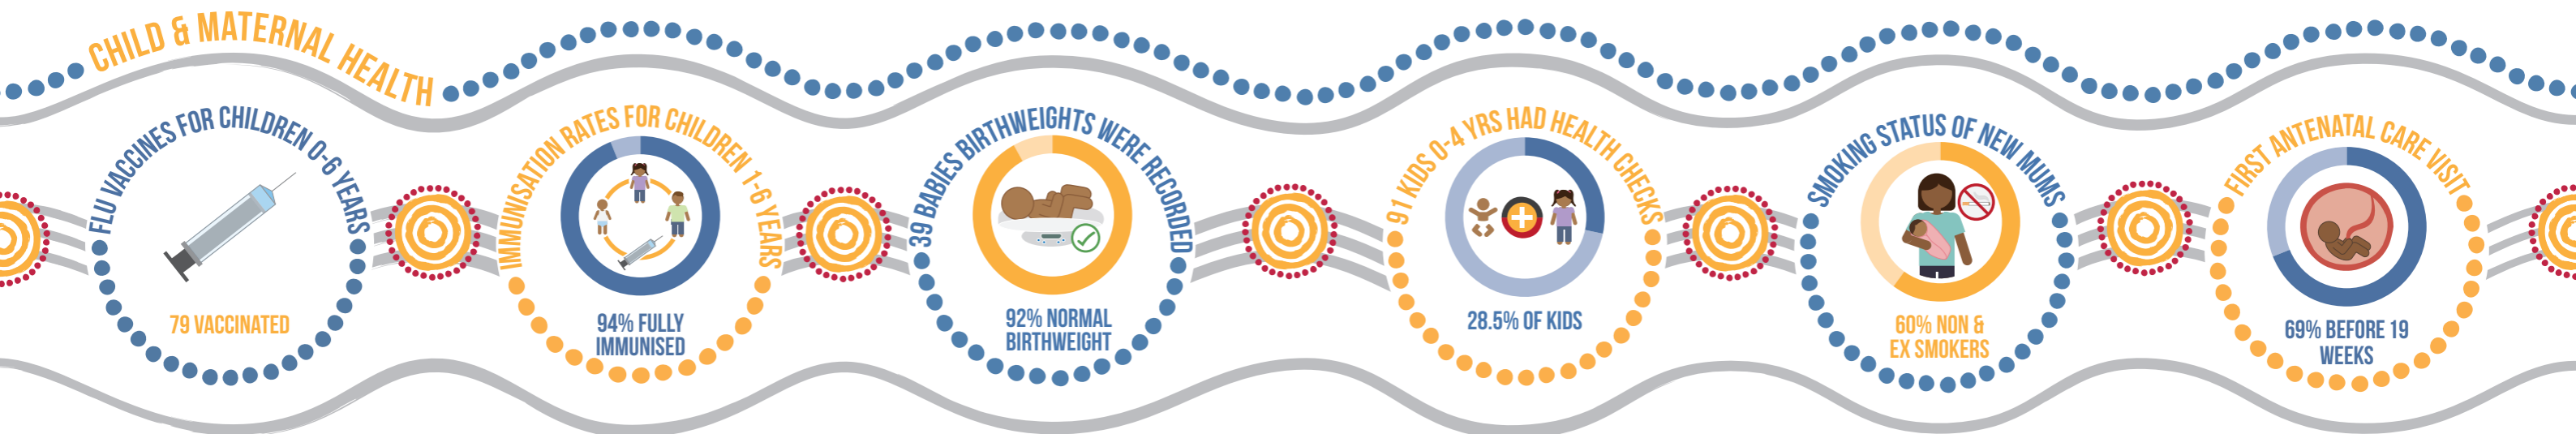 CHILD & MATERNAL HEALTH
FLU VACCINES FOR CHILDREN 0-6 YEARS
79 VACCINATED
IMMUNISATION RATES FOR CHILDREN 1-6 YEARS
94% FULLY
IMMUNISED
39 BABIES BIRTHWEIGHTS WERE RECORDED
92% NORMAL
BIRTHWEIGHT
91 KIDS 0-4 YRS HAD HEALTH CHECKS
28.5% OF KIDS
SMOKING STATUS OF NEW MUMS
60% NON &
EX SMOKERS
FIRST ANTENATAL CARE VISIT
69% BEFORE 19
WEEKS